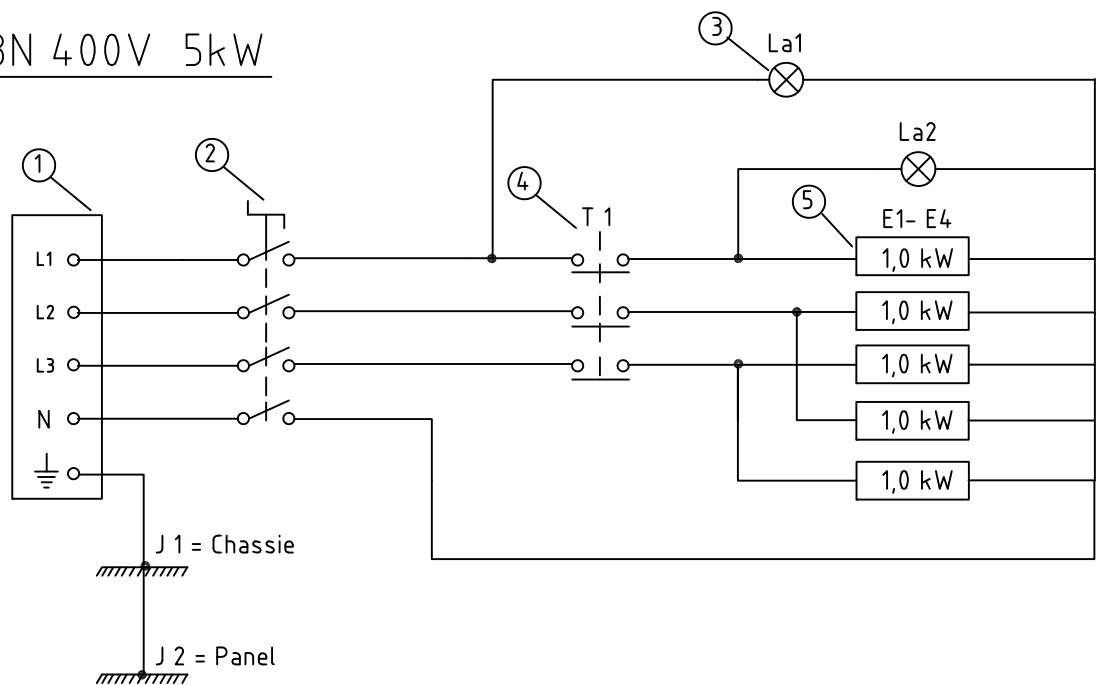 3N 400V 5kW
3
La1
La2
1
2
4
T 1
5
E1- E4
L1
1,0 kW
L2
1,0 kW
L3
1,0 kW
N
1,0 kW
1,0 kW
J 1 = Chassie
J 2 = Panel